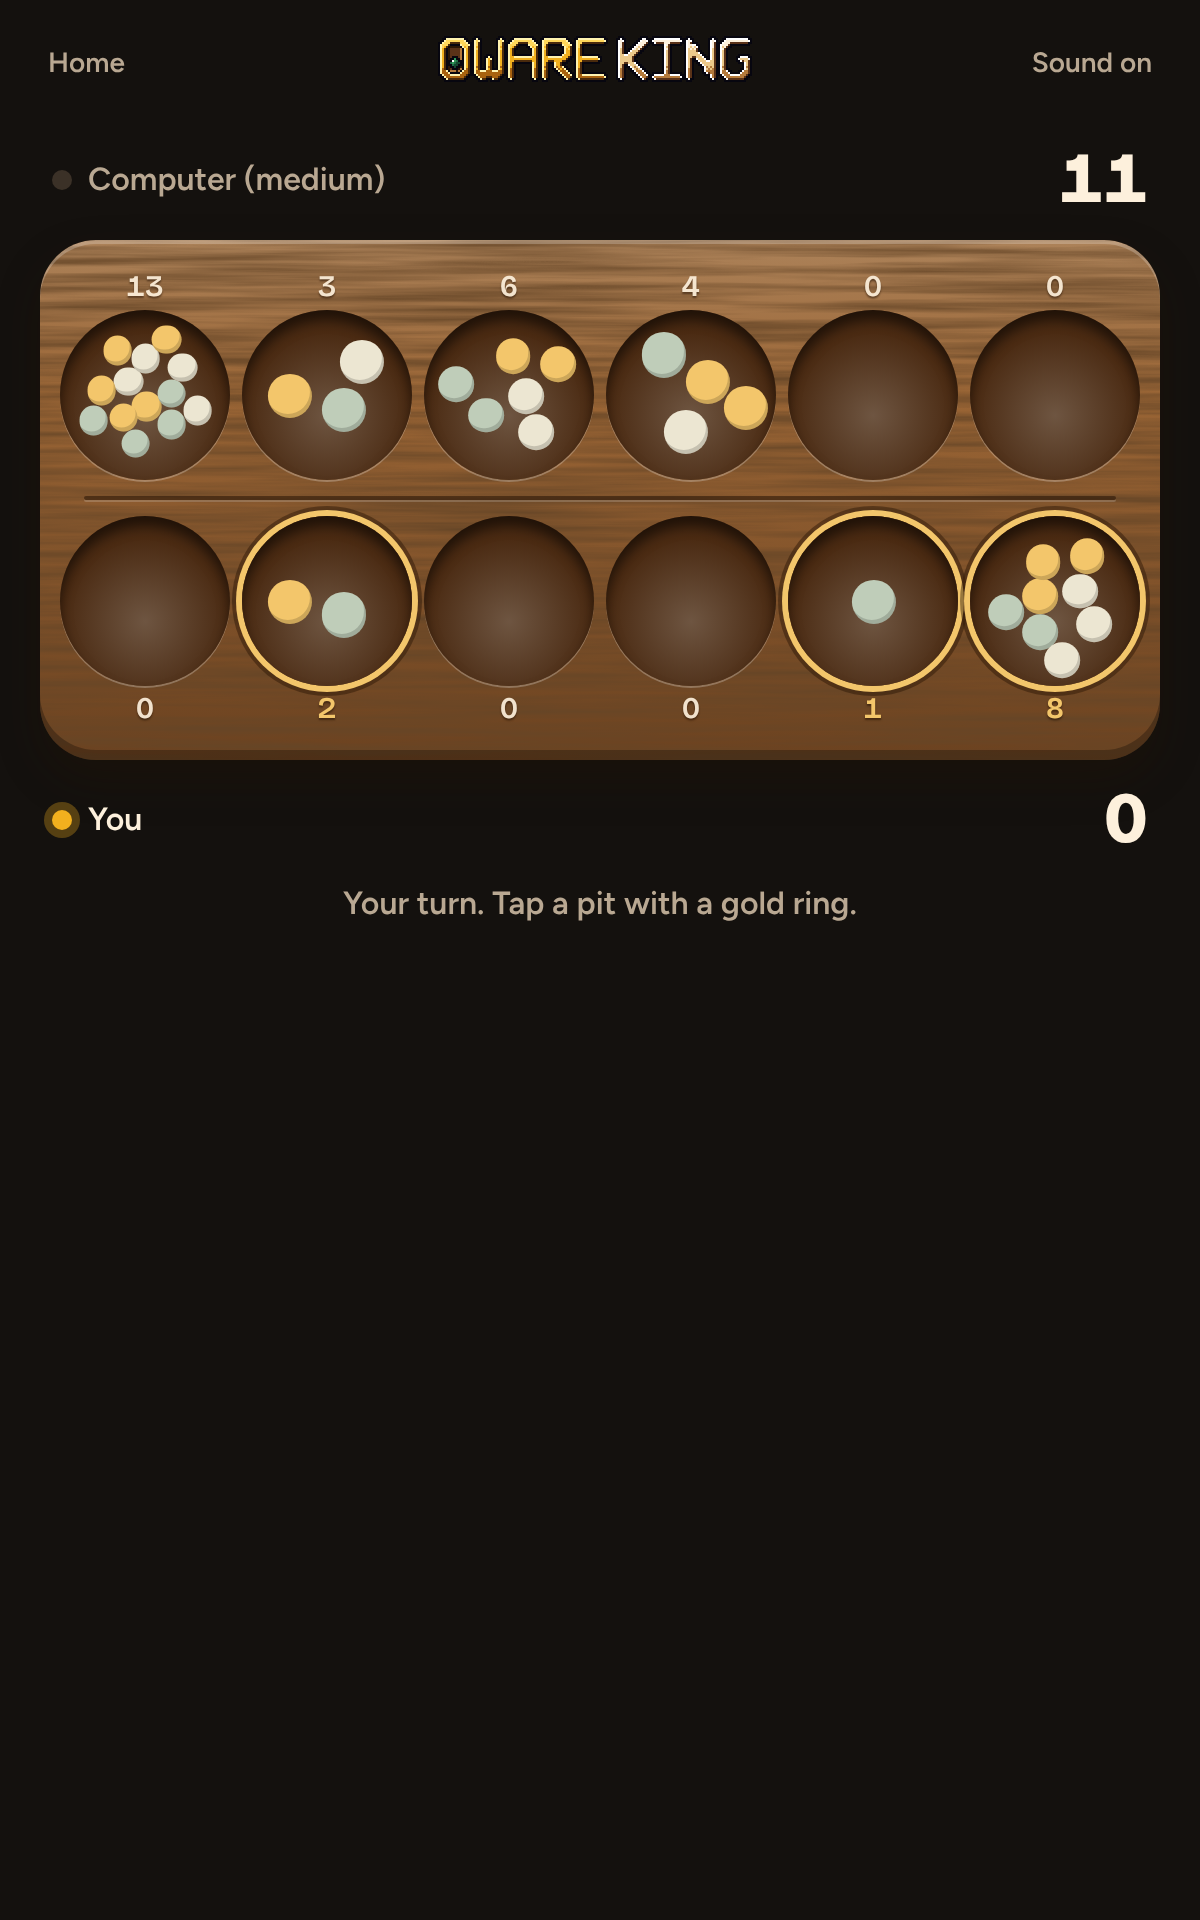 Home
OWARE KING
Sound on
Computer (medium)
11
13 3 6 4 0 0
0 2 0 0 1 8
You
0
Your turn. Tap a pit with a gold ring.